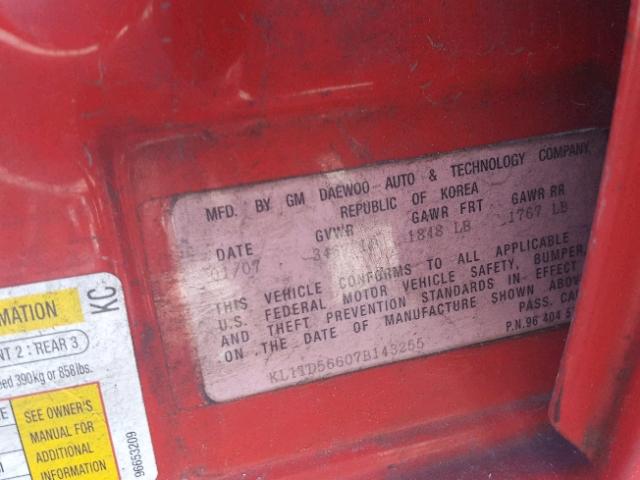 MFD. BY GM DAEWOO AUTO & TECHNOLOGY COMPANY,
REPUBLIC OF KOREA
DATE GVWR GAWR FRT GAWR RR
01/07 LB 1848 LB 1767 LB
THIS VEHICLE CONFORMS TO ALL APPLICABLE
U.S. FEDERAL MOTOR VEHICLE SAFETY, BUMPER,
AND THEFT PREVENTION STANDARDS IN EFFECT
ON THE DATE OF MANUFACTURE SHOWN ABOVE
PASS. CAR
P.N. 96 404
KL1TD56607B143255
KC
MATION
NT 2 : REAR 3
eed 390kg or 858lbs.
SEE OWNER'S
MANUAL FOR
ADDITIONAL
INFORMATION
96653209